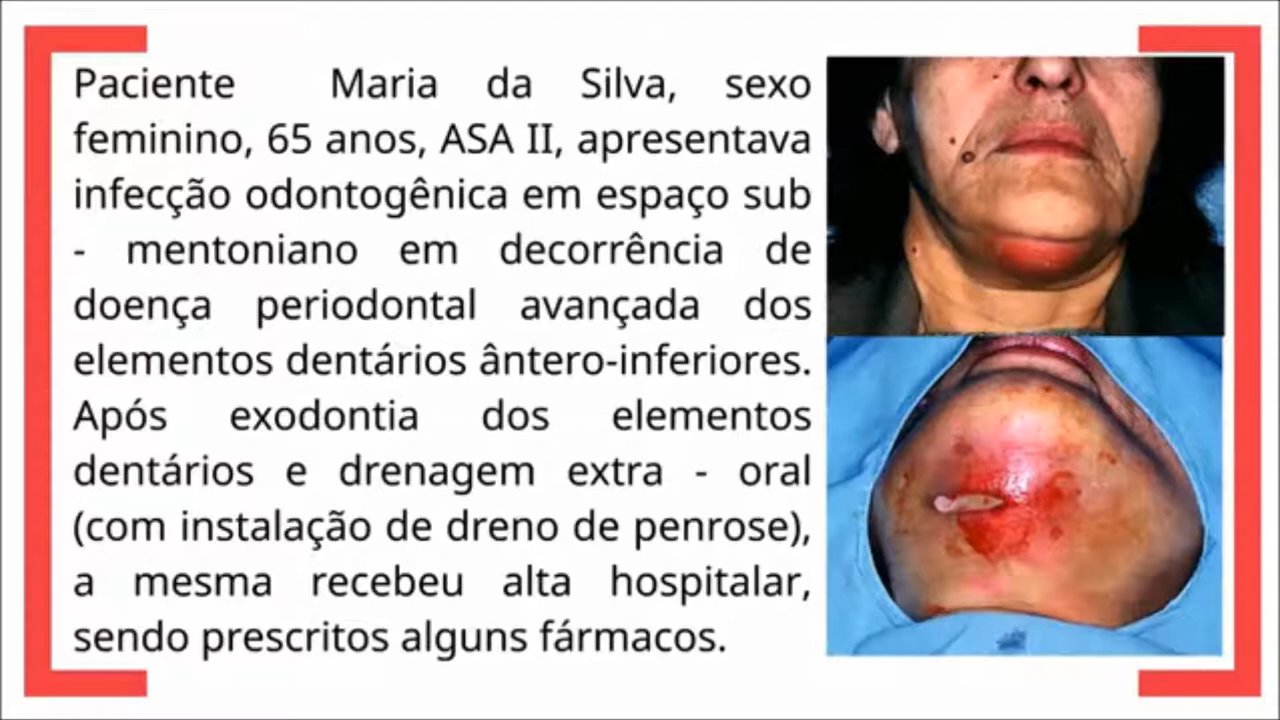 Paciente Maria da Silva, sexo
feminino, 65 anos, ASA II, apresentava
infecção odontogênica em espaço sub
- mentoniano em decorrência de
doença periodontal avançada dos
elementos dentários ântero-inferiores.
Após exodontia dos elementos
dentários e drenagem extra - oral
(com instalação de dreno de penrose),
a mesma recebeu alta hospitalar,
sendo prescritos alguns fármacos.